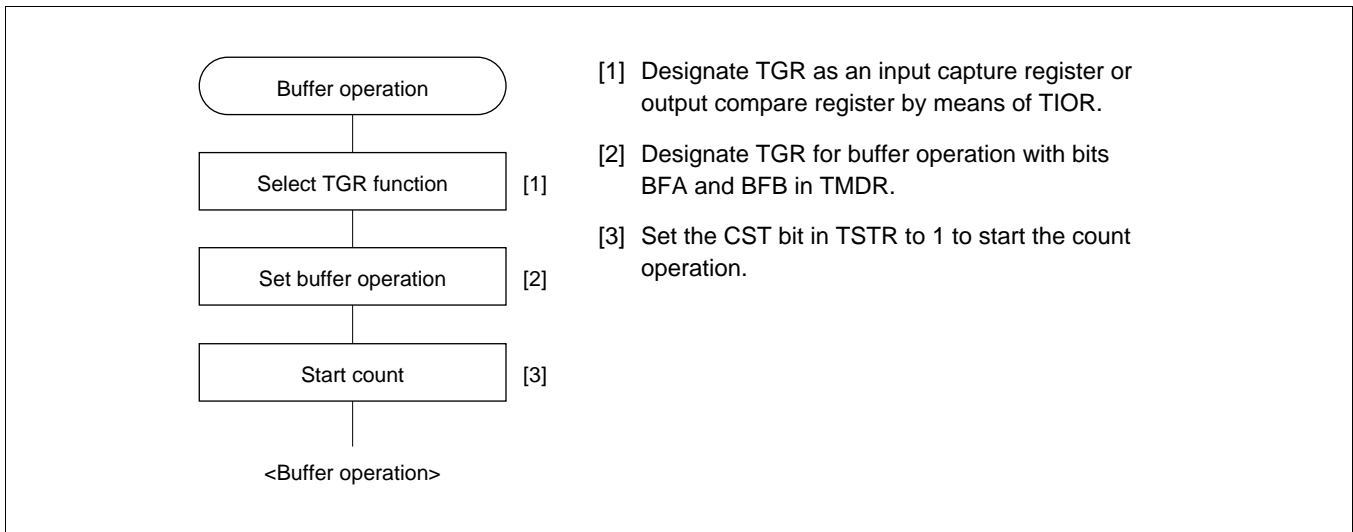 Buffer operation
Select TGR function
[1]
Set buffer operation
[2]
Start count
[3]
<Buffer operation>
[1] Designate TGR as an input capture register or
output compare register by means of TIOR.
[2] Designate TGR for buffer operation with bits
BFA and BFB in TMDR.
[3] Set the CST bit in TSTR to 1 to start the count
operation.